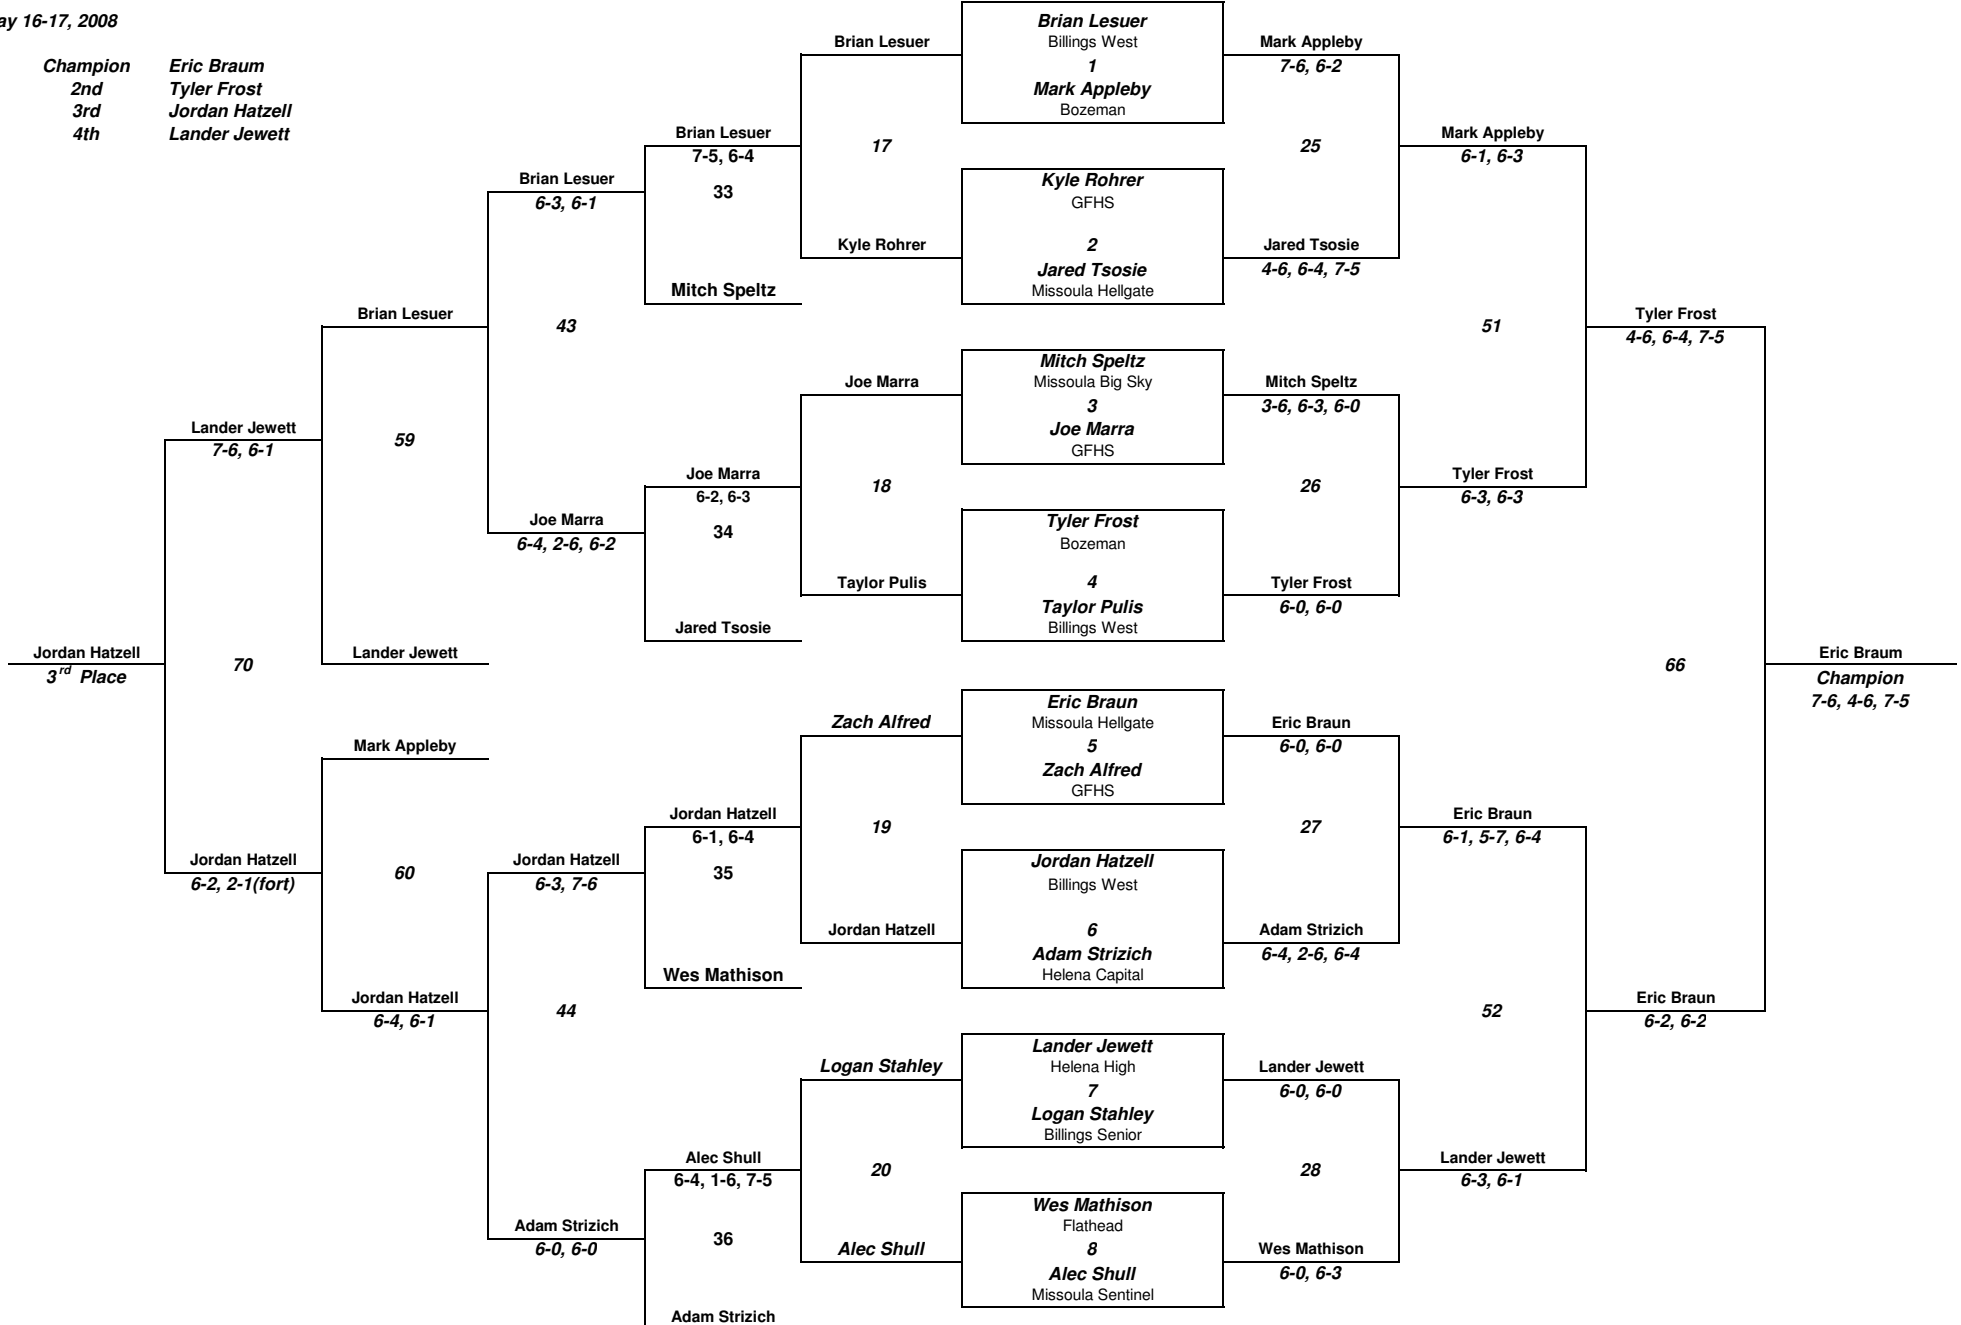 ay 16-17, 2008
Champion Eric Braum
2nd Tyler Frost
3rd Jordan Hatzell
4th Lander Jewett
Jordan Hatzell
3rd Place
Lander Jewett
7-6, 6-1
70
Jordan Hatzell
6-2, 2-1(fort)
Brian Lesuer
59
Lander Jewett
Mark Appleby
60
Jordan Hatzell
6-4, 6-1
Brian Lesuer
6-3, 6-1
43
Joe Marra
6-4, 2-6, 6-2
Jordan Hatzell
6-3, 7-6
44
Adam Strizich
6-0, 6-0
Brian Lesuer
7-5, 6-4
33
Mitch Speltz
Joe Marra
6-2, 6-3
34
Jared Tsosie
Jordan Hatzell
6-1, 6-4
35
Wes Mathison
Alec Shull
6-4, 1-6, 7-5
36
Adam Strizich
Brian Lesuer
17
Kyle Rohrer
Joe Marra
18
Taylor Pulis
Zach Alfred
19
Jordan Hatzell
Logan Stahley
20
Alec Shull
Brian Lesuer
Billings West
1
Mark Appleby
Bozeman
Kyle Rohrer
GFHS
2
Jared Tsosie
Missoula Hellgate
Mitch Speltz
Missoula Big Sky
3
Joe Marra
GFHS
Tyler Frost
Bozeman
4
Taylor Pulis
Billings West
Eric Braun
Missoula Hellgate
5
Zach Alfred
GFHS
Jordan Hatzell
Billings West
6
Adam Strizich
Helena Capital
Lander Jewett
Helena High
7
Logan Stahley
Billings Senior
Wes Mathison
Flathead
8
Alec Shull
Missoula Sentinel
Mark Appleby
7-6, 6-2
25
Jared Tsosie
4-6, 6-4, 7-5
Mitch Speltz
3-6, 6-3, 6-0
26
Tyler Frost
6-0, 6-0
Eric Braun
6-0, 6-0
27
Adam Strizich
6-4, 2-6, 6-4
Lander Jewett
6-0, 6-0
28
Wes Mathison
6-0, 6-3
Mark Appleby
6-1, 6-3
51
Tyler Frost
6-3, 6-3
Eric Braun
6-1, 5-7, 6-4
52
Lander Jewett
6-3, 6-1
Tyler Frost
4-6, 6-4, 7-5
66
Eric Braun
6-2, 6-2
Eric Braum
Champion
7-6, 4-6, 7-5